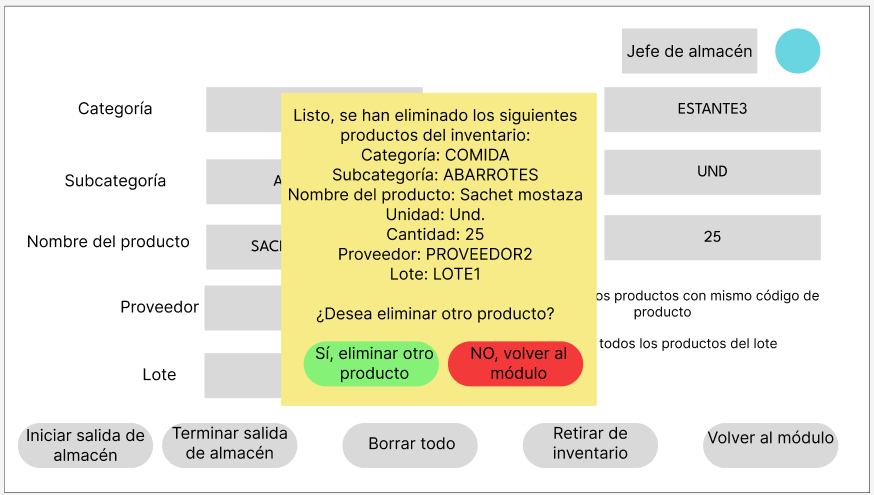 Jefe de almacén
Categoría
ESTANTE3
Subcategoría
UND
Nombre del producto
25
Proveedor
Lote
Listo, se han eliminado los siguientes
productos del inventario:
Categoría: COMIDA
Subcategoría: ABARROTES
Nombre del producto: Sachet mostaza
Unidad: Und.
Cantidad: 25
Proveedor: PROVEEDOR2
Lote: LOTE1
¿Desea eliminar otro producto?
Sí, eliminar otro
producto
NO, volver al
módulo
productos con mismo código de
producto
todos los productos del lote
Iniciar salida de
almacén
Terminar salida
de almacén
Borrar todo
Retirar de
inventario
Volver al módulo